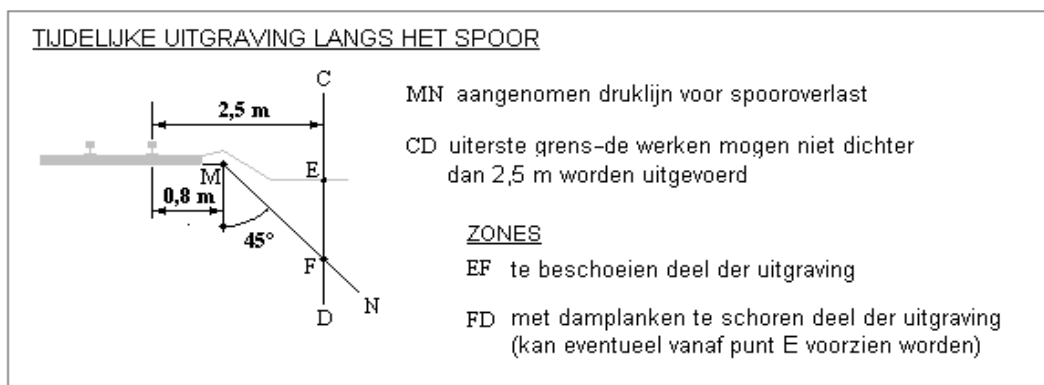 TIJDELIJKE UITGRAVING LANGS HET SPOOR
C
2,5 m
MN aangenomen druklijn voor spooroverlast
CD uiterste grens-de werken mogen niet dichter
dan 2,5 m worden uitgevoerd
M
E
0,8 m
45°
ZONES
F
EF te beschoeien deel der uitgraving
D
N
FD met damplanken te schoren deel der uitgraving
(kan eventueel vanaf punt E voorzien worden)